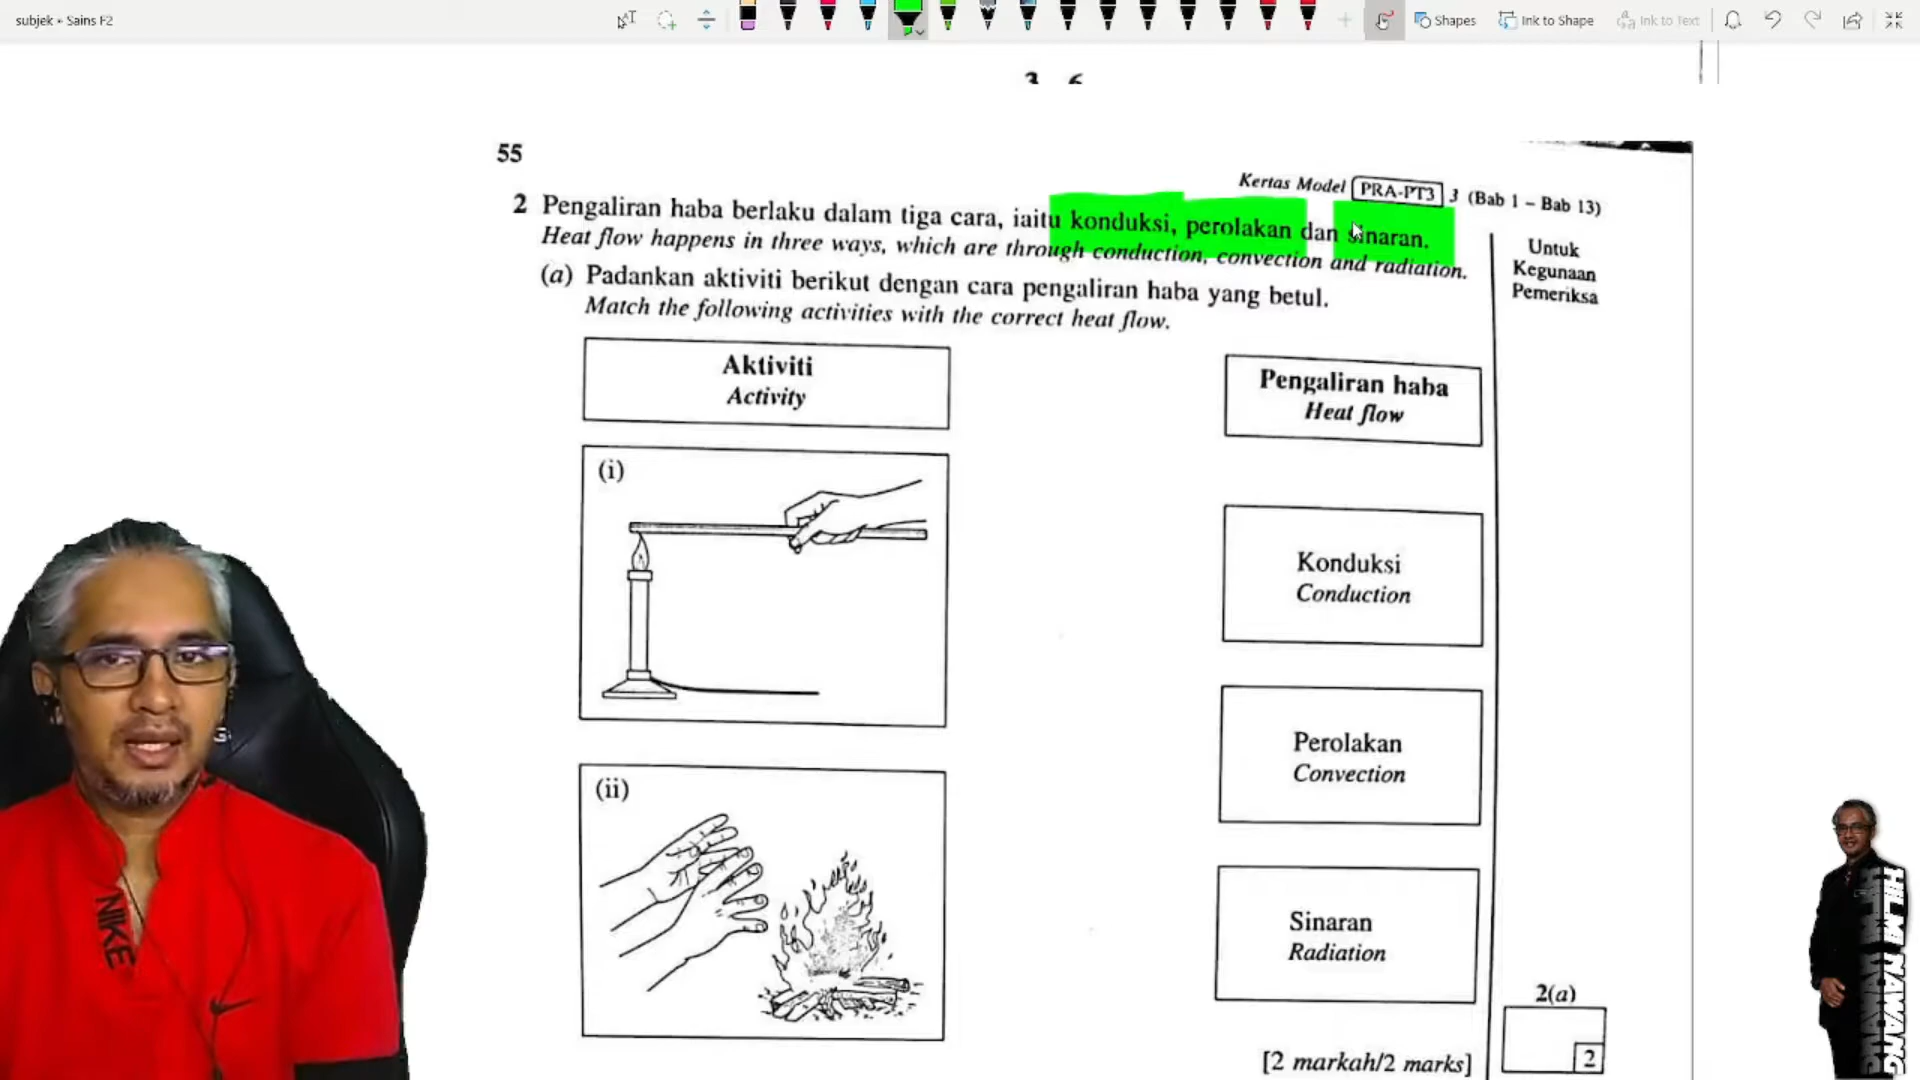 subjek • Sains F2
Shapes
Ink to Shape
Ink to Text
55
Kertas Model PRA-PT3 3 (Bab 1 – Bab 13)
2 Pengaliran haba berlaku dalam tiga cara, iaitu konduksi, perolakan dan sinaran.
Heat flow happens in three ways, which are through conduction, convection and radiation.
Untuk
Kegunaan
Pemeriksa
(a) Padankan aktiviti berikut dengan cara pengaliran haba yang betul.
Match the following activities with the correct heat flow.
Aktiviti
Activity
Pengaliran haba
Heat flow
(i)
Konduksi
Conduction
Perolakan
Convection
(ii)
Sinaran
Radiation
2(a)
2
[2 markah/2 marks]
NIKE